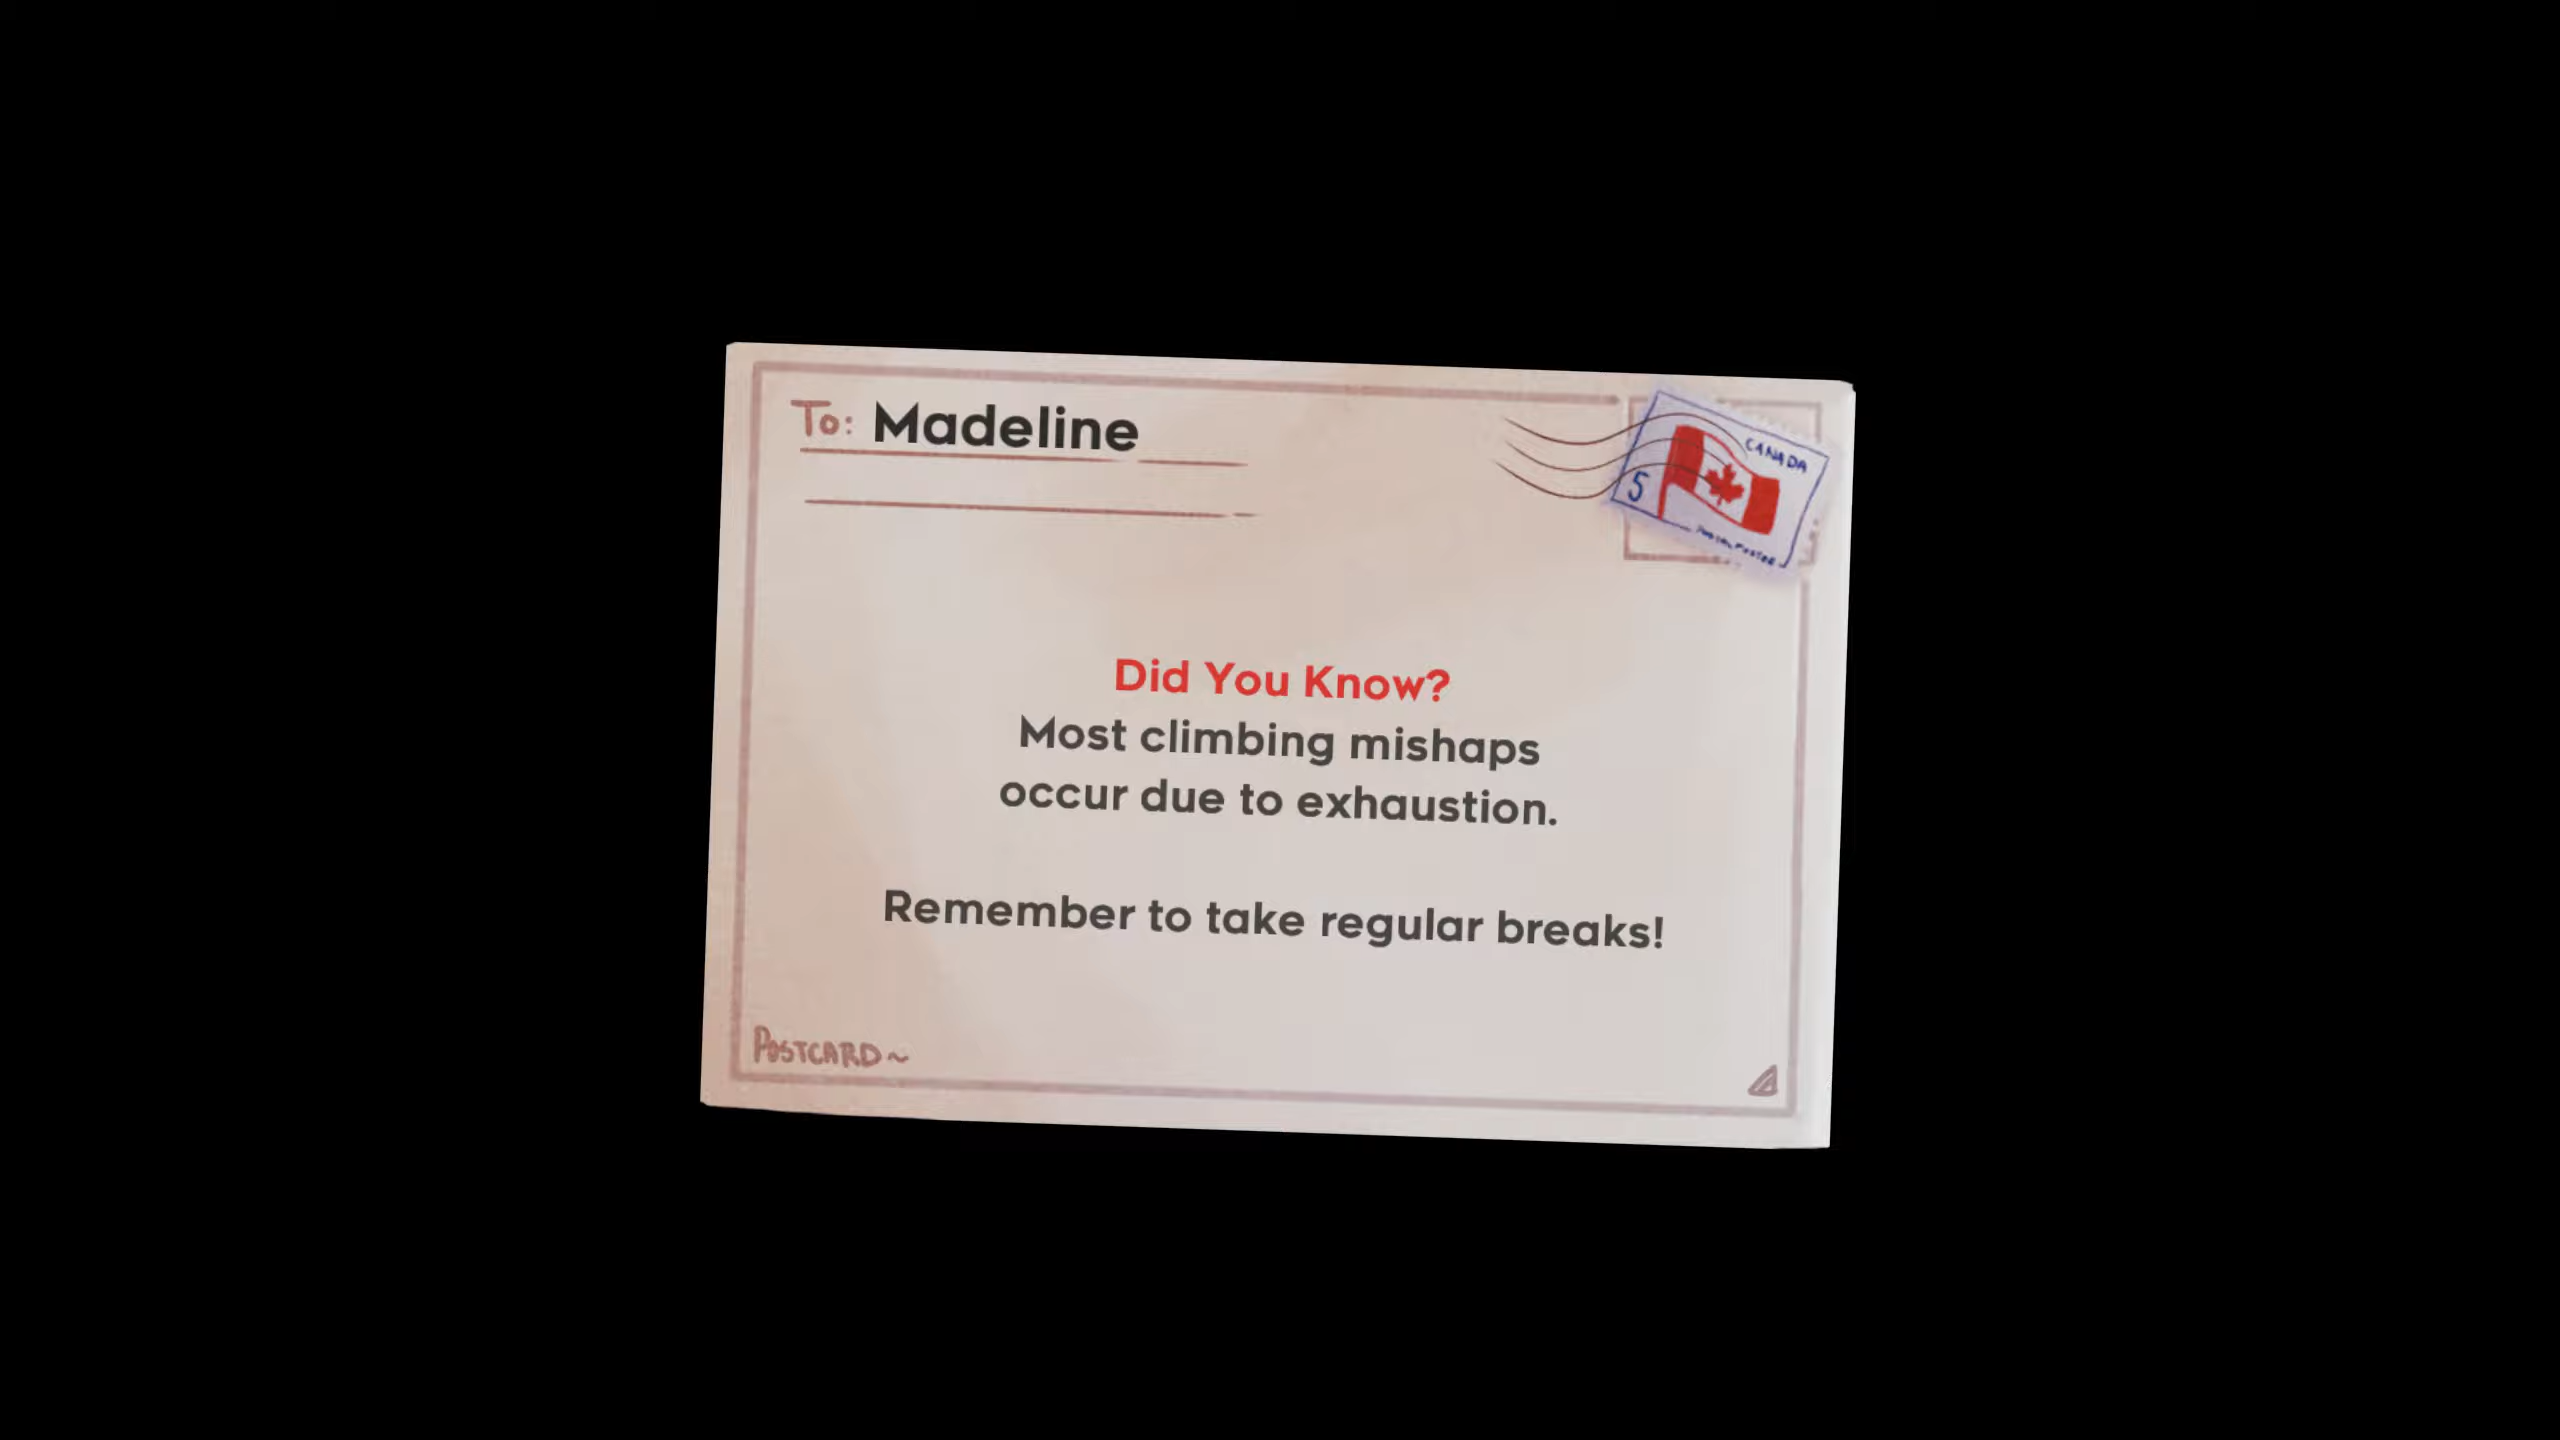 To: Madeline
CANADA
5
Did You Know?
Most climbing mishaps
occur due to exhaustion.
Remember to take regular breaks!
POSTCARD~